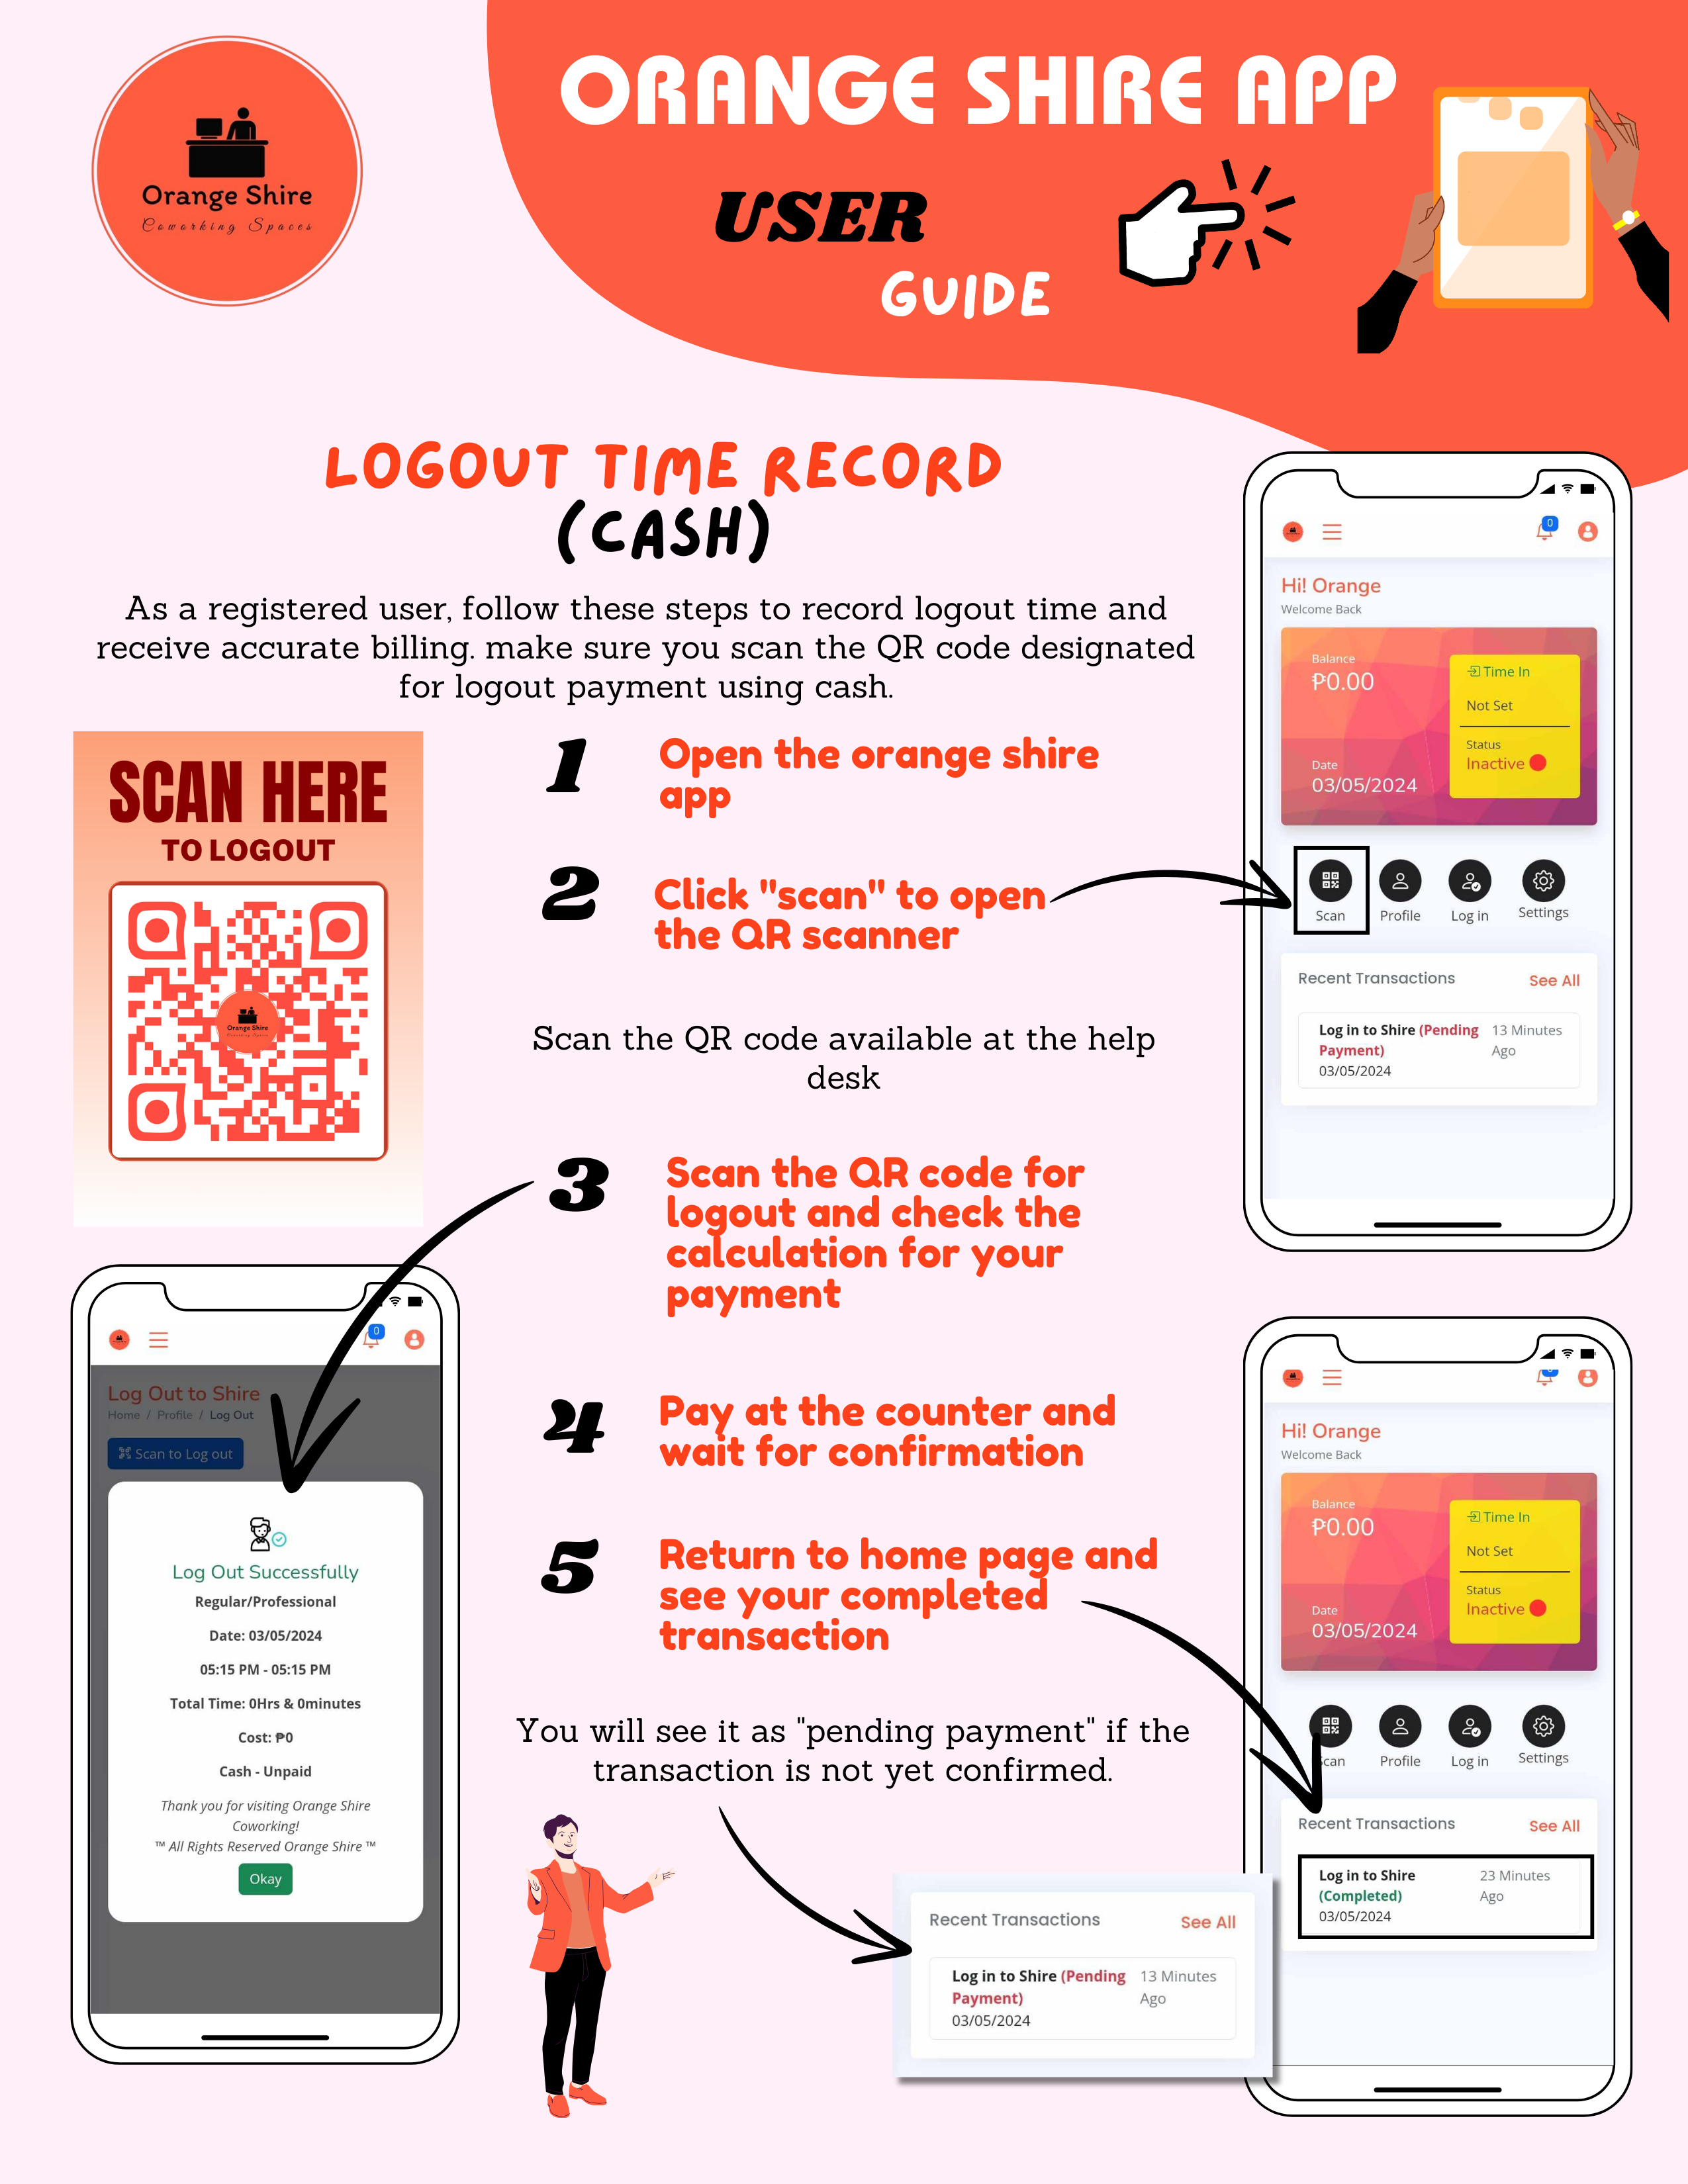 Orange Shire
Coworking Spaces
ORANGE SHIRE APP
USER
GUIDE
LOGOUT TIME RECORD
(CASH)
As a registered user, follow these steps to record logout time and
receive accurate billing. make sure you scan the QR code designated
for logout payment using cash.
SCAN HERE
TO LOGOUT
Orange Shire
Coworking Spaces
1
Open the orange shire
app
2
Click "scan" to open
the QR scanner
Scan the QR code available at the help
desk
3
Scan the QR code for
logout and check the
calculation for your
payment
4
Pay at the counter and
wait for confirmation
5
Return to home page and
see your completed
transaction
You will see it as "pending payment" if the
transaction is not yet confirmed.
0
Hi! Orange
Welcome Back
Balance
₱0.00
Time In
Not Set
Status
Inactive
Date
03/05/2024
Scan
Profile
Log in
Settings
Recent Transactions
See All
Log in to Shire (Pending
Payment)
13 Minutes
Ago
03/05/2024
0
Log Out to Shire
Home / Profile / Log Out
Scan to Log out
Log Out Successfully
Regular/Professional
Date: 03/05/2024
05:15 PM - 05:15 PM
Total Time: 0Hrs & 0minutes
Cost: ₱0
Cash - Unpaid
Thank you for visiting Orange Shire
Coworking!
™ All Rights Reserved Orange Shire ™
Okay
Hi! Orange
Welcome Back
Balance
₱0.00
Time In
Not Set
Status
Inactive
Date
03/05/2024
can
Profile
Log in
Settings
Recent Transactions
See All
Log in to Shire
(Completed)
23 Minutes
Ago
03/05/2024
Recent Transactions
See All
Log in to Shire (Pending
Payment)
13 Minutes
Ago
03/05/2024